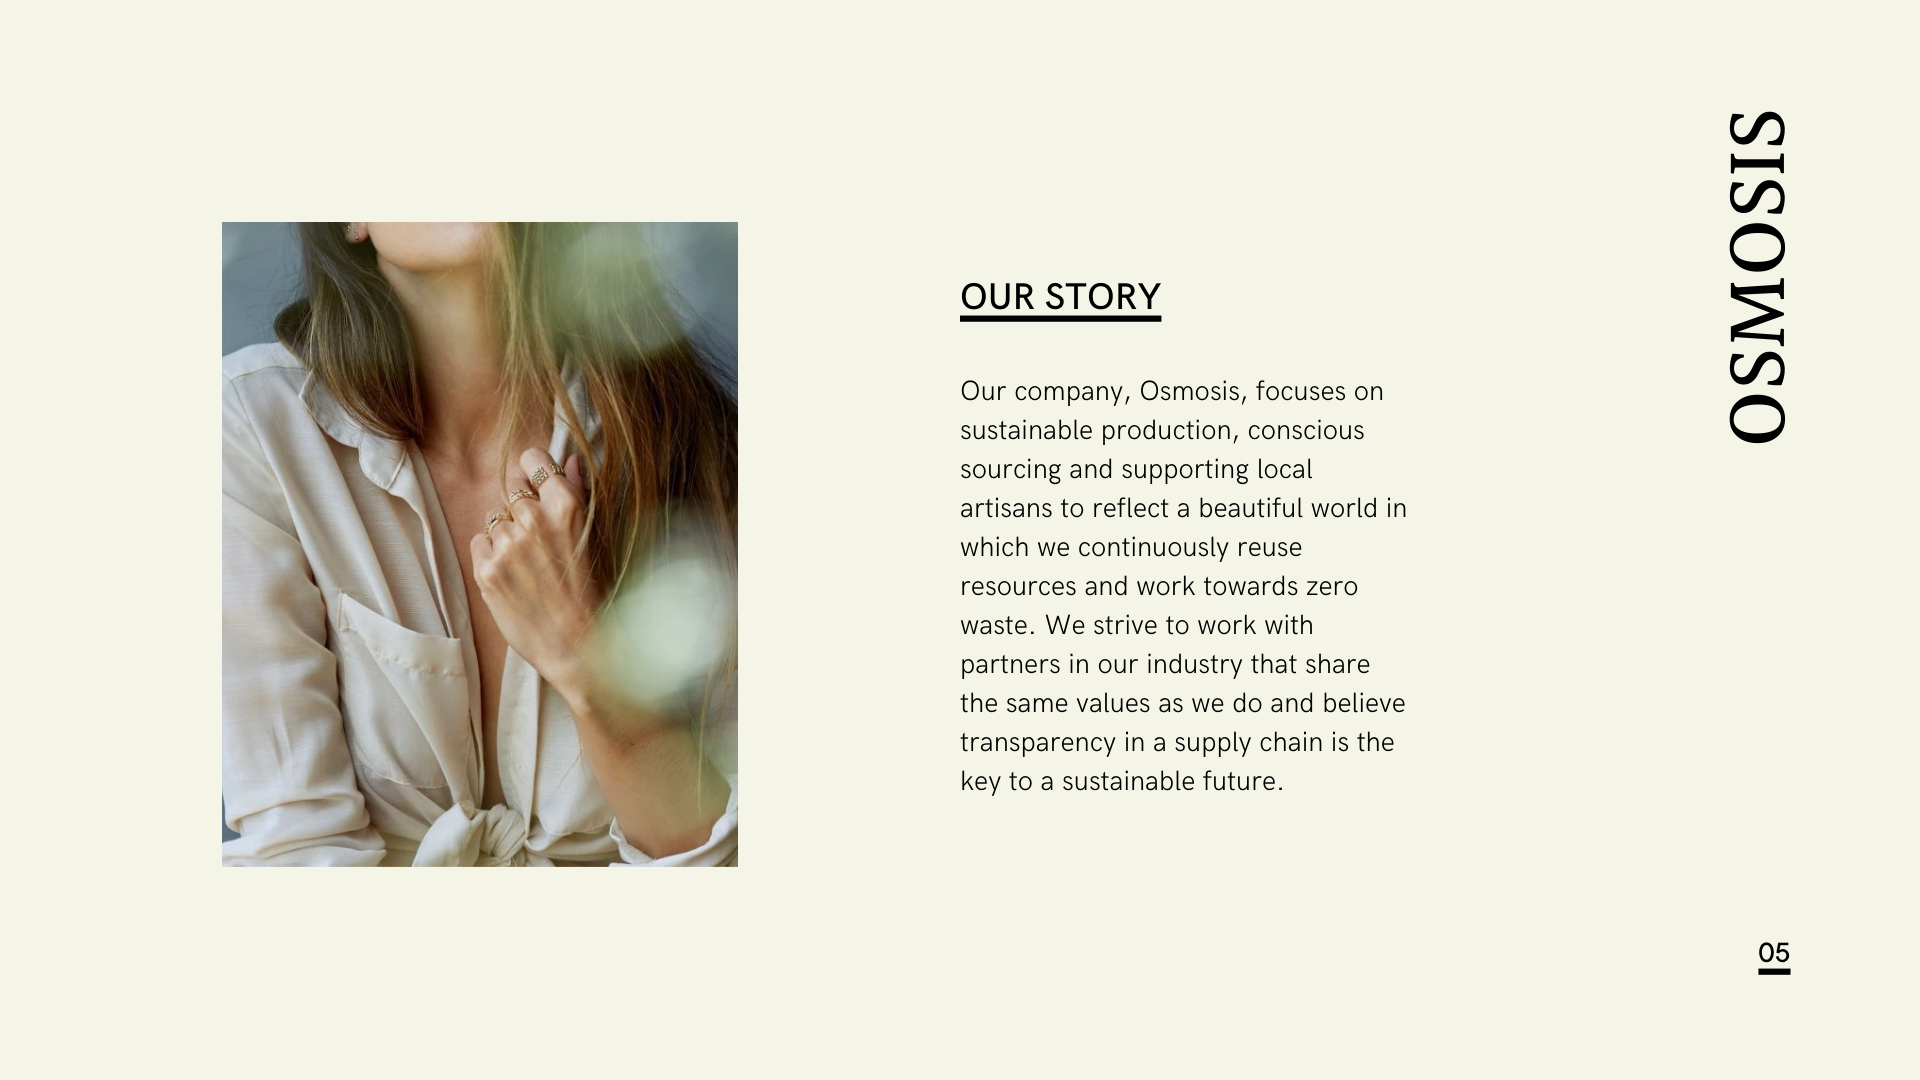 OSMOSIS
OUR STORY
Our company, Osmosis, focuses on
sustainable production, conscious
sourcing and supporting local
artisans to reflect a beautiful world in
which we continuously reuse
resources and work towards zero
waste. We strive to work with
partners in our industry that share
the same values as we do and believe
transparency in a supply chain is the
key to a sustainable future.
05